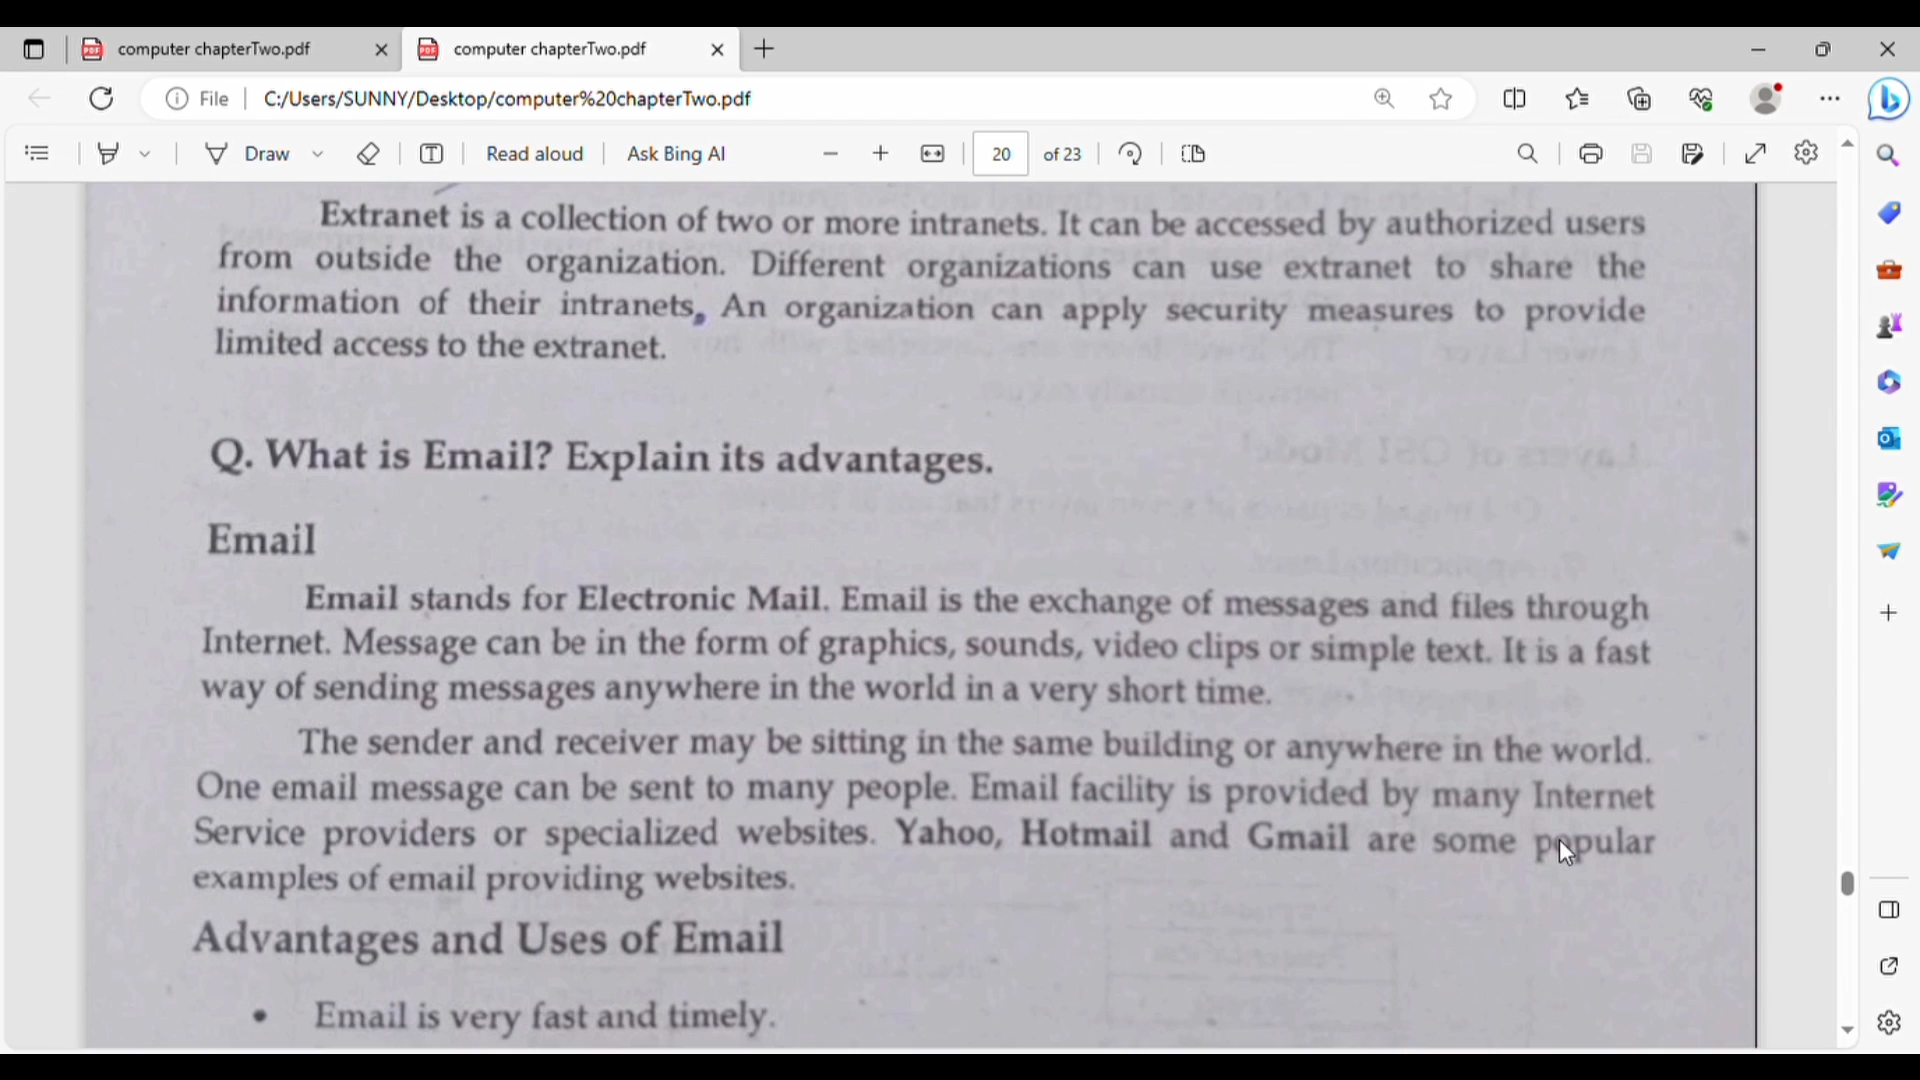 computer chapterTwo.pdf
computer chapterTwo.pdf
File
C:/Users/SUNNY/Desktop/computer%20chapterTwo.pdf
Draw
Read aloud
Ask Bing AI
20 of 23
Extranet is a collection of two or more intranets. It can be accessed by authorized users
from outside the organization. Different organizations can use extranet to share the
information of their intranets. An organization can apply security measures to provide
limited access to the extranet.
Q. What is Email? Explain its advantages.
Email
Email stands for Electronic Mail. Email is the exchange of messages and files through
Internet. Message can be in the form of graphics, sounds, video clips or simple text. It is a fast
way of sending messages anywhere in the world in a very short time.
The sender and receiver may be sitting in the same building or anywhere in the world.
One email message can be sent to many people. Email facility is provided by many Internet
Service providers or specialized websites. Yahoo, Hotmail and Gmail are some popular
examples of email providing websites.
Advantages and Uses of Email
• Email is very fast and timely.